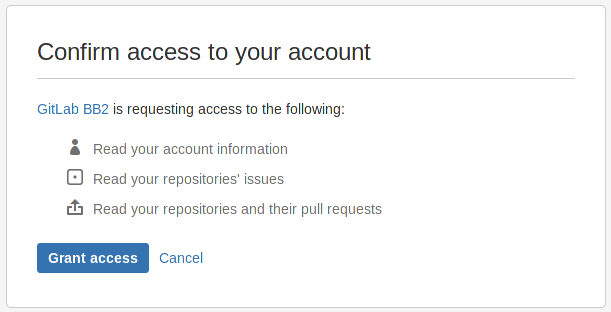 Confirm access to your account
GitLab BB2 is requesting access to the following:
Read your account information
Read your repositories' issues
Read your repositories and their pull requests
Grant access Cancel